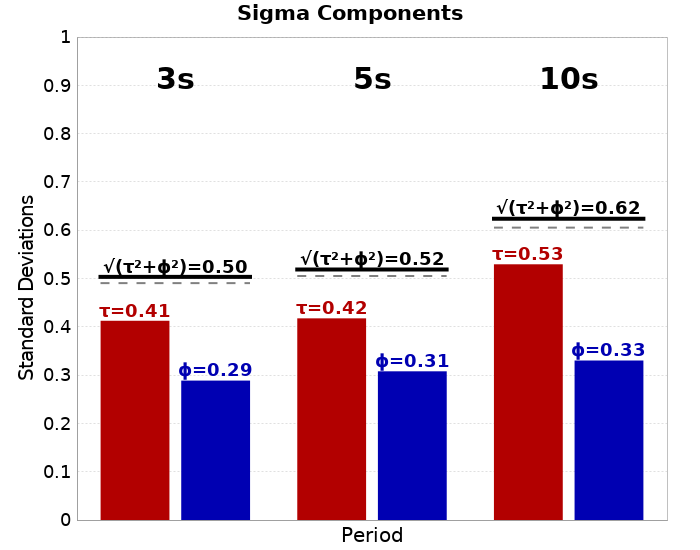 Sigma Components
1
0.9
0.8
0.7
0.6
0.5
0.4
0.3
0.2
0.1
0
Standard Deviations
3s
5s
10s
√(τ²+ϕ²)=0.50
√(τ²+ϕ²)=0.52
√(τ²+ϕ²)=0.62
τ=0.41
ϕ=0.29
τ=0.42
ϕ=0.31
τ=0.53
ϕ=0.33
Period